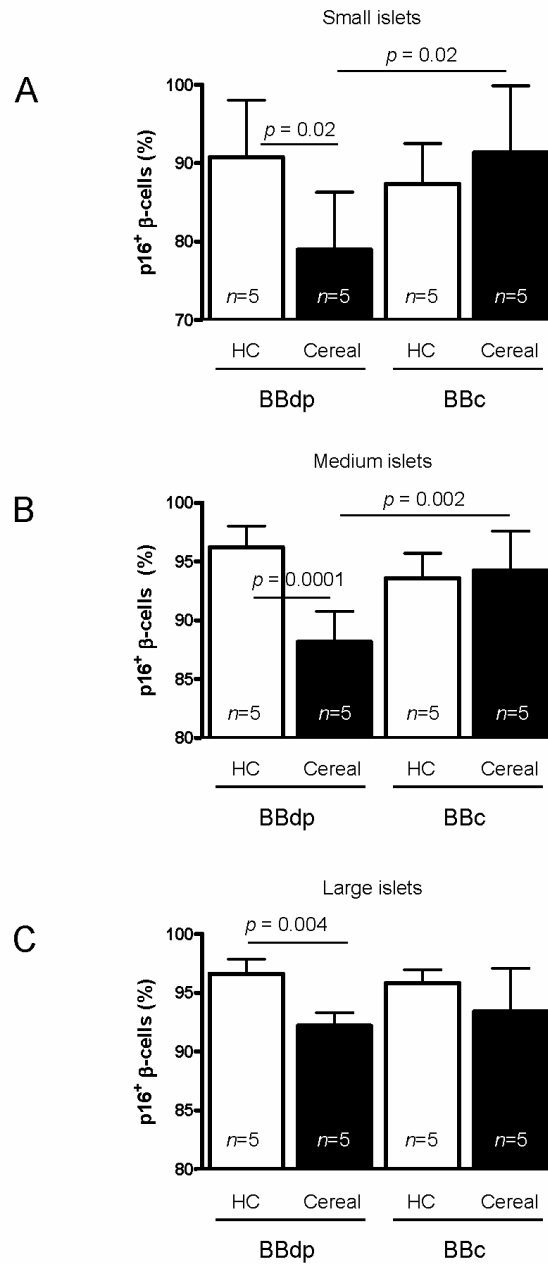 Small islets
A
p = 0.02
p = 0.02
p16+ β-cells (%)
100
90
80
70
n=5 n=5 n=5 n=5
HC Cereal HC Cereal
BBdp BBc
Medium islets
B
p = 0.002
p = 0.0001
p16+ β-cells (%)
100
95
90
85
80
n=5 n=5 n=5 n=5
HC Cereal HC Cereal
BBdp BBc
Large islets
C
p = 0.004
p16+ β-cells (%)
100
95
90
85
80
n=5 n=5 n=5 n=5
HC Cereal HC Cereal
BBdp BBc